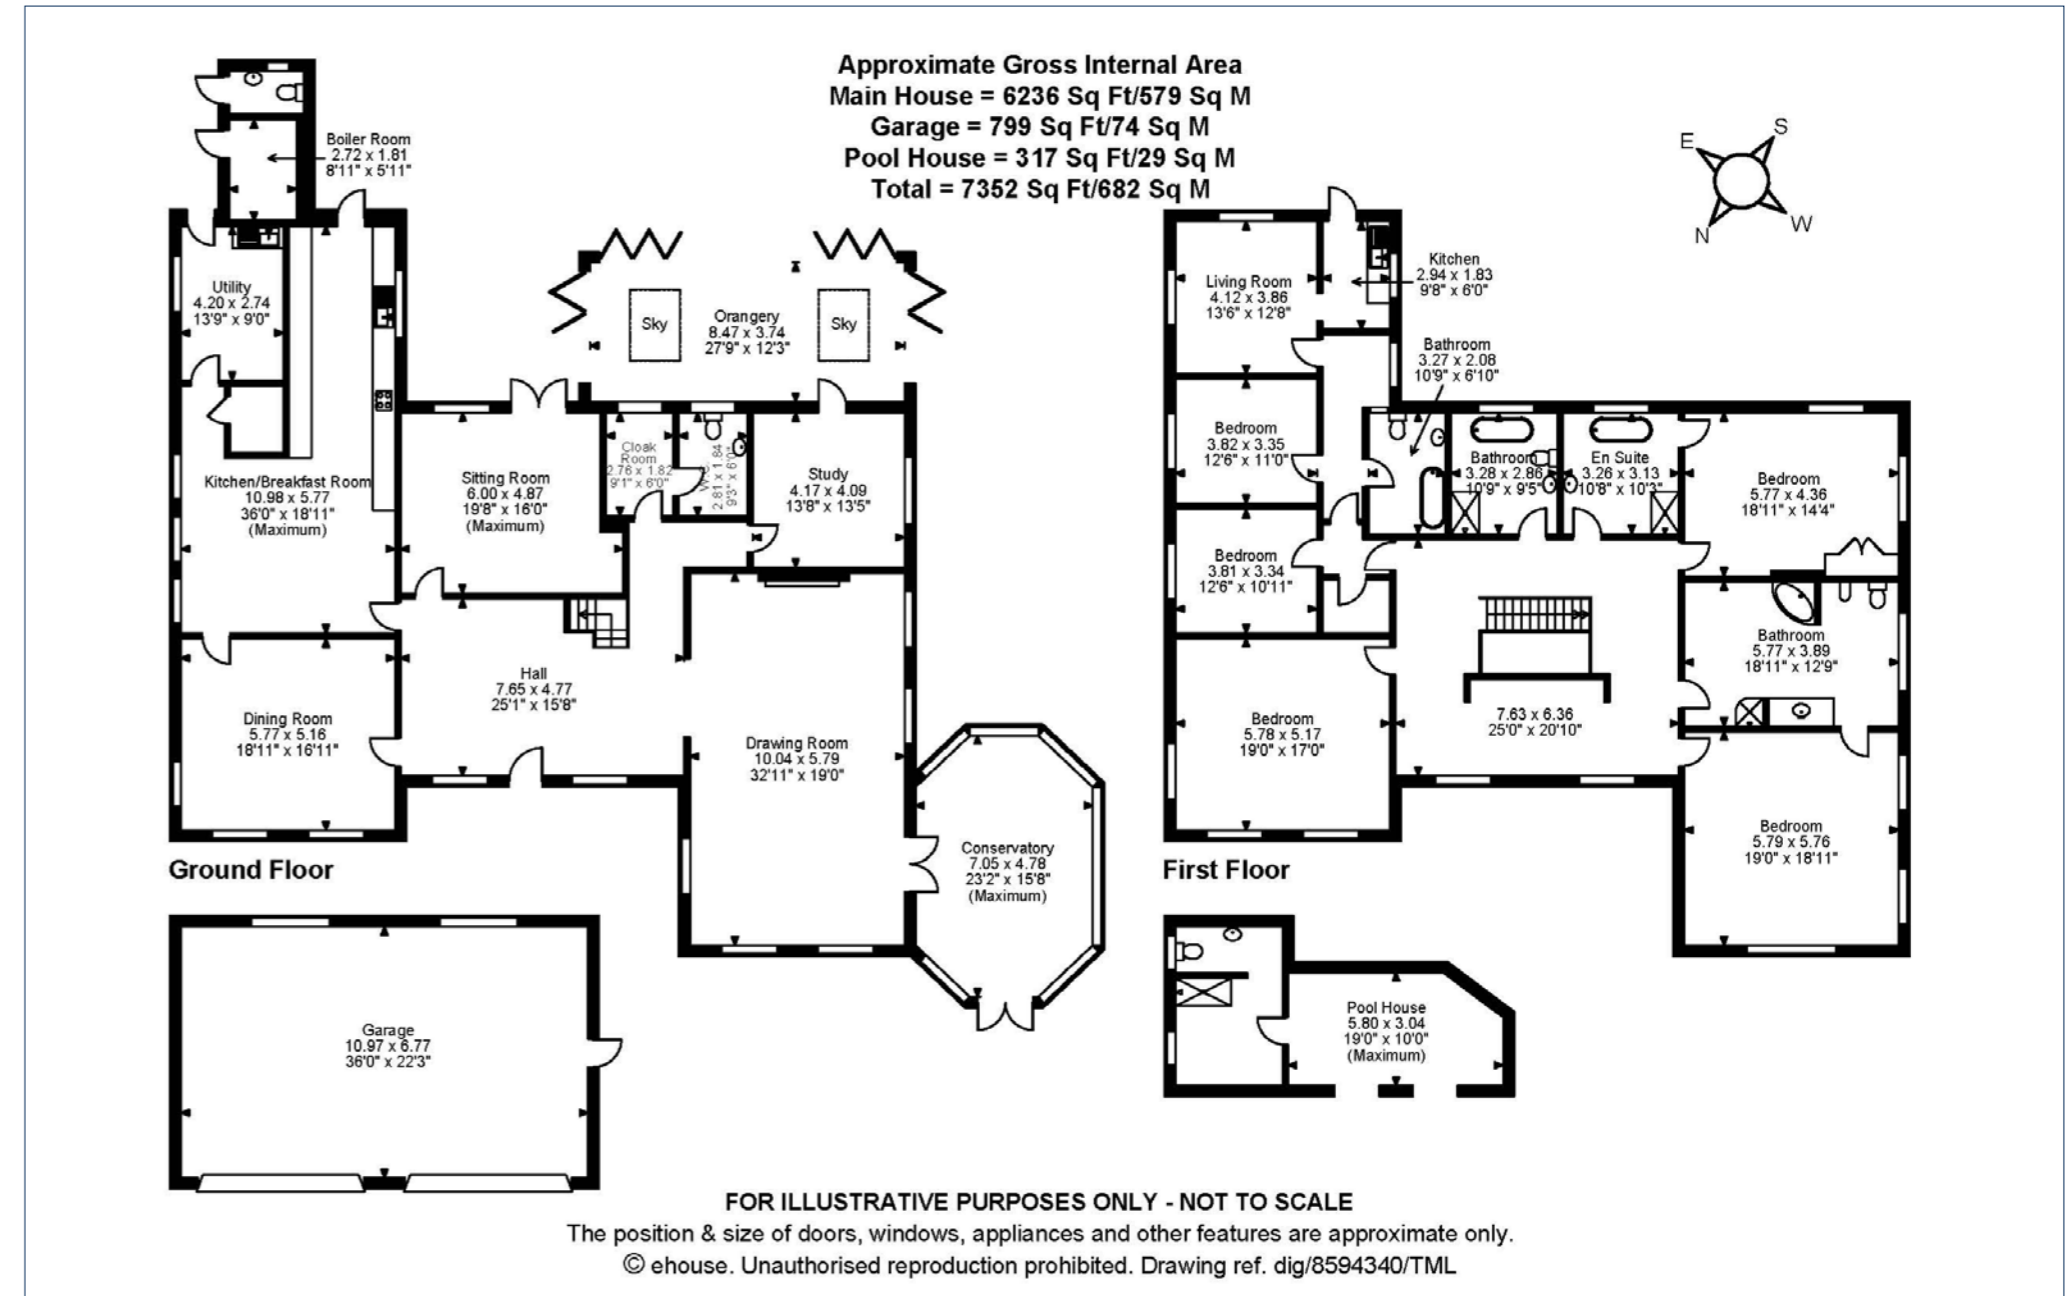 Approximate Gross Internal Area
Main House = 6236 Sq Ft/579 Sq M
Garage = 799 Sq Ft/74 Sq M
Pool House = 317 Sq Ft/29 Sq M
Total = 7352 Sq Ft/682 Sq M
E
S
N
W
Boiler Room
2.72 x 1.81
8'11" x 5'11"
Utility
4.20 x 2.74
13'9" x 9'0"
Sky
Orangery
8.47 x 3.74
27'9" x 12'3"
Sky
Kitchen/Breakfast Room
10.98 x 5.77
36'0" x 18'11"
(Maximum)
Sitting Room
6.00 x 4.87
19'8" x 16'0"
(Maximum)
Cloak
Room
2.76 x 1.82
9'1" x 6'0"
2.81 x 1.84
9'3" x 6'0"
Study
4.17 x 4.09
13'8" x 13'5"
Hall
7.65 x 4.77
25'1" x 15'8"
Dining Room
5.77 x 5.16
18'11" x 16'11"
Drawing Room
10.04 x 5.79
32'11" x 19'0"
Conservatory
7.05 x 4.78
23'2" x 15'8"
(Maximum)
Ground Floor
Garage
10.97 x 6.77
36'0" x 22'3"
Living Room
4.12 x 3.86
13'6" x 12'8"
Kitchen
2.94 x 1.83
9'8" x 6'0"
Bathroom
3.27 x 2.08
10'9" x 6'10"
Bedroom
3.82 x 3.35
12'6" x 11'0"
Bathroom
3.28 x 2.86
10'9" x 9'5"
En Suite
3.26 x 3.13
10'8" x 10'3"
Bedroom
5.77 x 4.36
18'11" x 14'4"
Bedroom
3.81 x 3.34
12'6" x 10'11"
Bathroom
5.77 x 3.89
18'11" x 12'9"
Bedroom
5.78 x 5.17
19'0" x 17'0"
7.63 x 6.36
25'0" x 20'10"
Bedroom
5.79 x 5.76
19'0" x 18'11"
First Floor
Pool House
5.80 x 3.04
19'0" x 10'0"
(Maximum)
FOR ILLUSTRATIVE PURPOSES ONLY - NOT TO SCALE
The position & size of doors, windows, appliances and other features are approximate only.
© ehouse. Unauthorised reproduction prohibited. Drawing ref. dig/8594340/TML